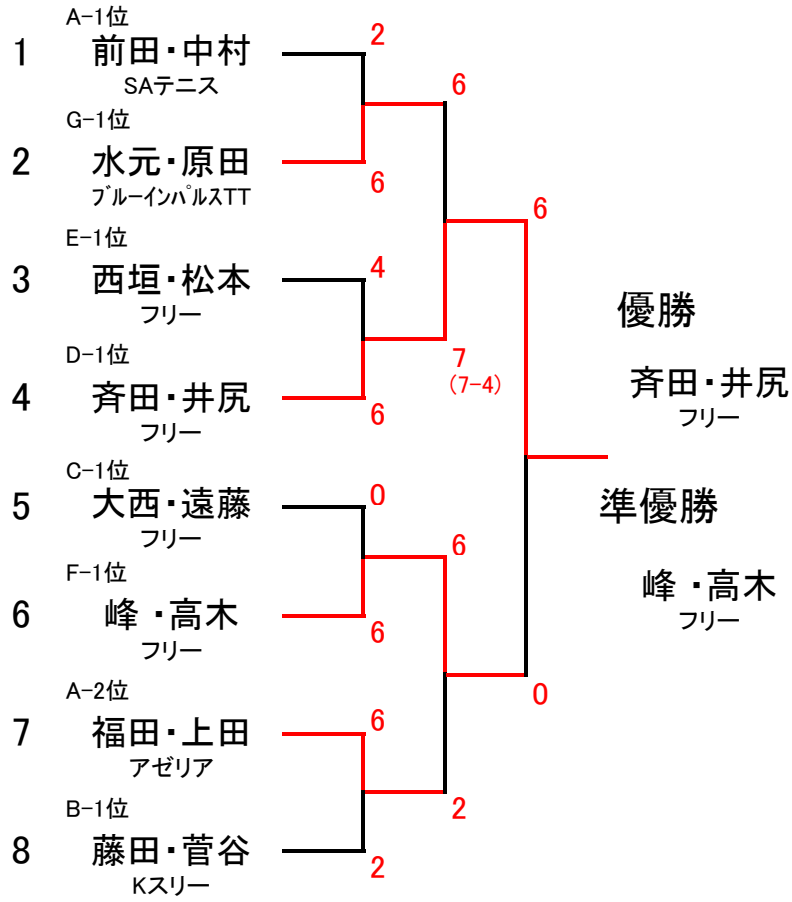 A-1位
1 前田・中村
SAテニス
2
6
G-1位
2 水元・原田
ブルーインパルスTT
6
6
E-1位
3 西垣・松本
フリー
4
優勝
D-1位
7
(7-4)
斉田・井尻
フリー
4 斉田・井尻
フリー
6
C-1位
5 大西・遠藤
フリー
0
準優勝
6
F-1位
6 峰・高木
フリー
6
峰・高木
フリー
0
A-2位
7 福田・上田
アゼリア
6
B-1位
2
8 藤田・菅谷
Kスリー
2